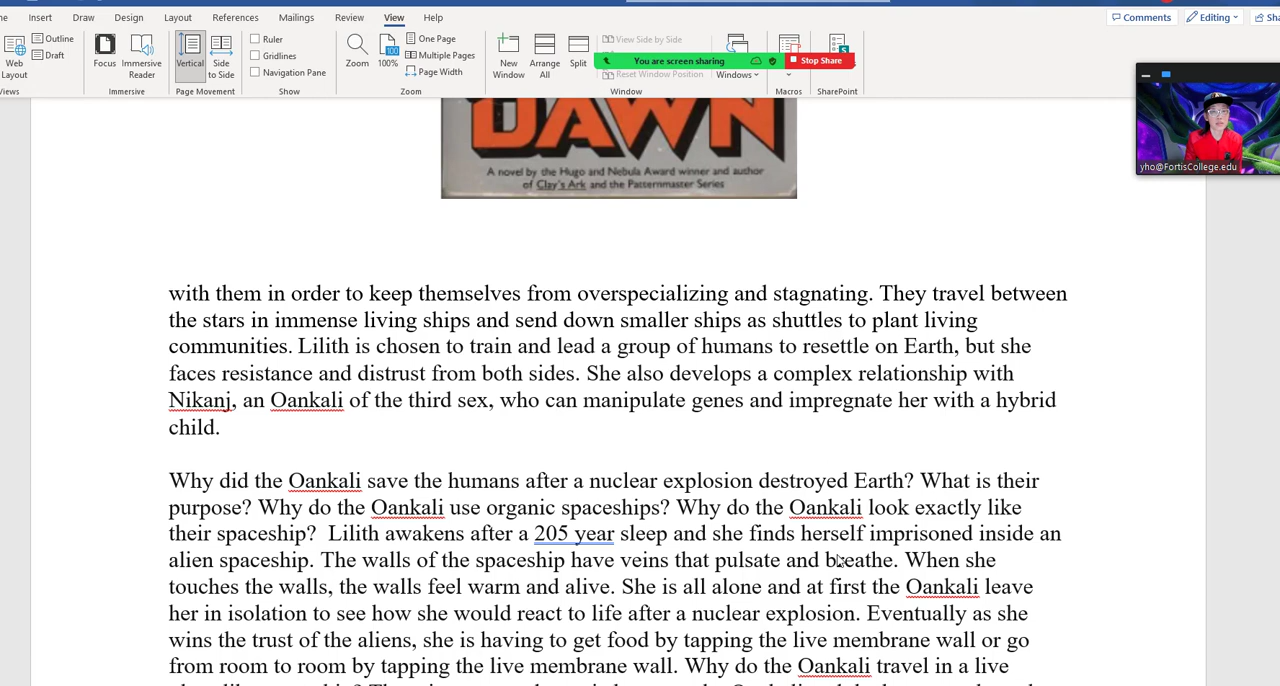 Insert Draw Design Layout References Mailings Review View Help Comments Editing
Outline
Draft
Web Layout
Focus
Immersive Reader
Vertical
Side to Side
Ruler
Gridlines
Navigation Pane
Zoom
100%
One Page
Multiple Pages
Page Width
New Window
Arrange All
Split
View Side by Side
Reset Window Position
Windows
You are screen sharing
Stop Share
Macros
SharePoint
Immersive Page Movement Show Zoom Window Macros SharePoint
yho@FortisCollege.edu
DAWN
A novel by the Hugo and Nebula Award winner and author
of Clay's Ark and the Patternmaster Series
with them in order to keep themselves from overspecializing and stagnating. They travel between
the stars in immense living ships and send down smaller ships as shuttles to plant living
communities. Lilith is chosen to train and lead a group of humans to resettle on Earth, but she
faces resistance and distrust from both sides. She also develops a complex relationship with
Nikanj, an Oankali of the third sex, who can manipulate genes and impregnate her with a hybrid
child.
Why did the Oankali save the humans after a nuclear explosion destroyed Earth? What is their
purpose? Why do the Oankali use organic spaceships? Why do the Oankali look exactly like
their spaceship? Lilith awakens after a 205 year sleep and she finds herself imprisoned inside an
alien spaceship. The walls of the spaceship have veins that pulsate and breathe. When she
touches the walls, the walls feel warm and alive. She is all alone and at first the Oankali leave
her in isolation to see how she would react to life after a nuclear explosion. Eventually as she
wins the trust of the aliens, she is having to get food by tapping the live membrane wall or go
from room to room by tapping the live membrane wall. Why do the Oankali travel in a live